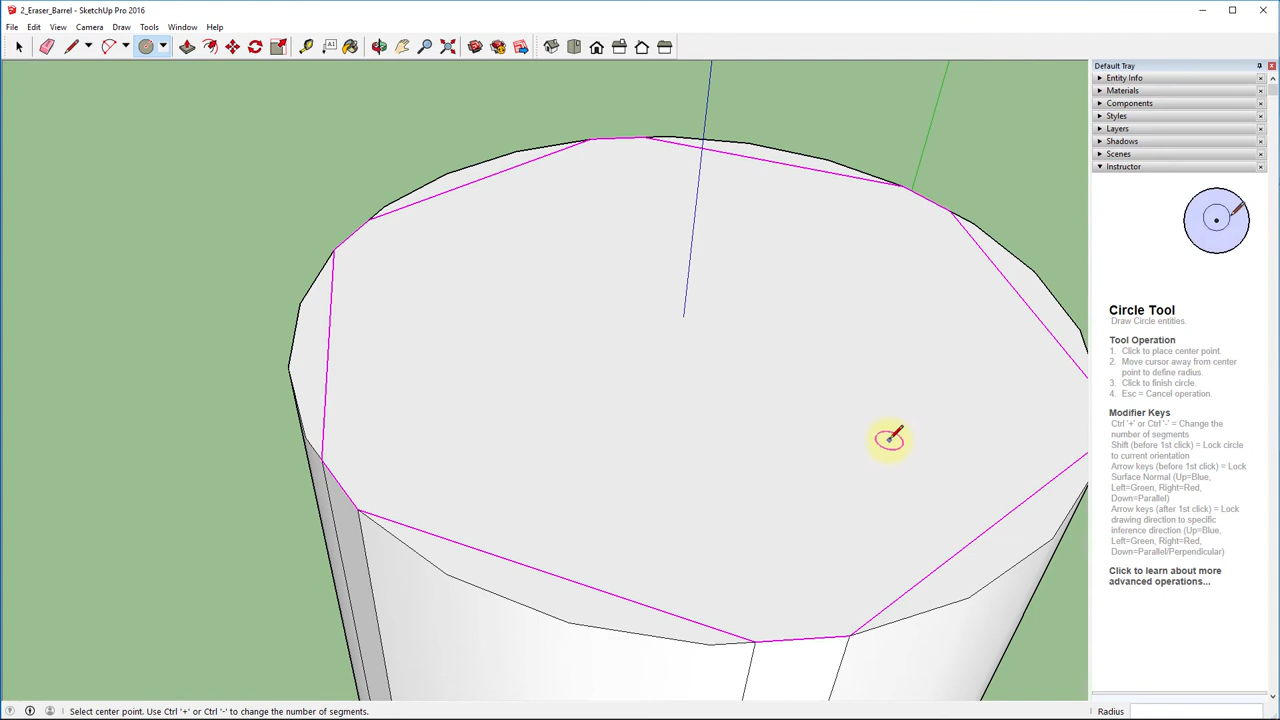 2_Eraser_Barrel - SketchUp Pro 2016
File Edit View Camera Draw Tools Window Help
A1
Default Tray
Entity Info
Materials
Components
Styles
Layers
Shadows
Scenes
Instructor
Circle Tool
Draw Circle entities.
Tool Operation
1. Click to place center point.
2. Move cursor away from center
point to define radius.
3. Click to finish circle.
4. Esc = Cancel operation.
Modifier Keys
Ctrl '+' or Ctrl '-' = Change the
number of segments
Shift (before 1st click) = Lock circle
to current orientation
Arrow keys (before 1st click) = Lock
Surface Normal (Up=Blue,
Left=Green, Right=Red,
Down=Parallel)
Arrow keys (after 1st click) = Lock
drawing direction to specific
inference direction (Up=Blue,
Left=Green, Right=Red,
Down=Parallel/Perpendicular)
Click to learn about more
advanced operations...
Select center point. Use Ctrl '+' or Ctrl '-' to change the number of segments.
Radius